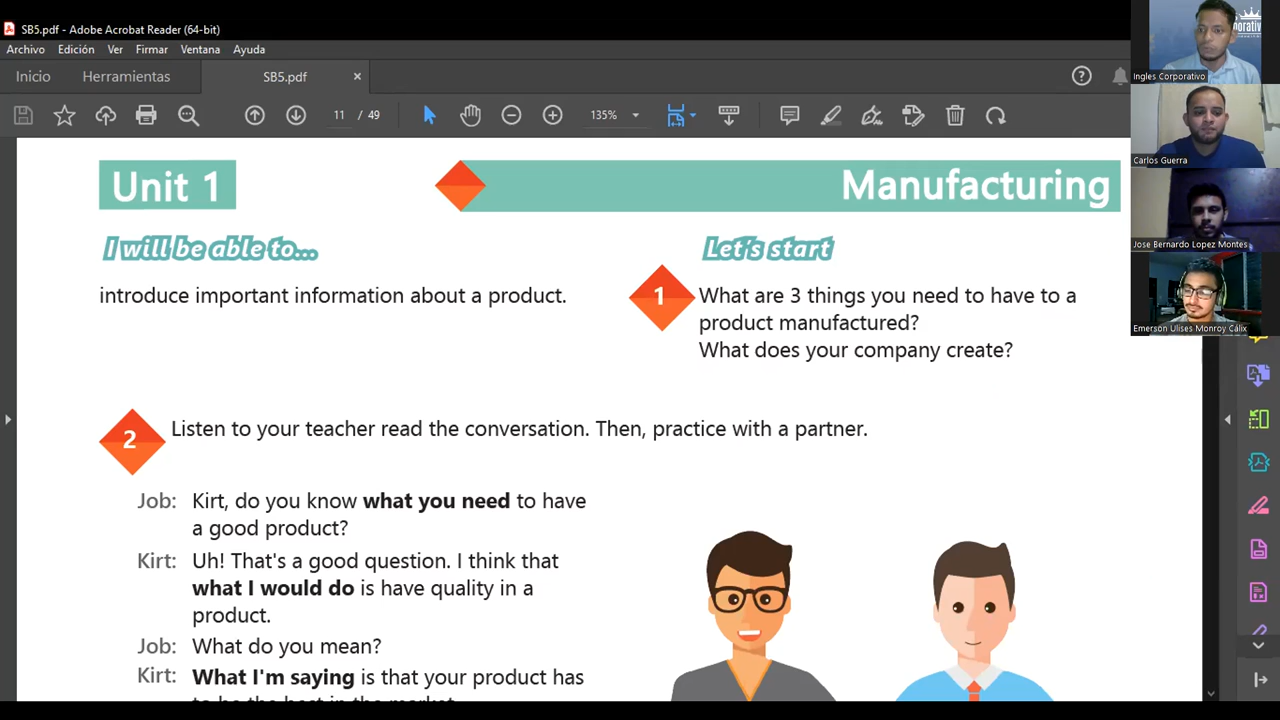 SB5.pdf - Adobe Acrobat Reader (64-bit)
Archivo Edición Ver Firmar Ventana Ayuda
Inicio Herramientas SB5.pdf
11 / 49 135%
Ingles Corporativo
Carlos Guerra
Jose Bernardo Lopez Montes
Emerson Ulises Monroy Cálix
Unit 1
Manufacturing
I will be able to...
introduce important information about a product.
Let's start
1
What are 3 things you need to have to a
product manufactured?
What does your company create?
2
Listen to your teacher read the conversation. Then, practice with a partner.
Job: Kirt, do you know what you need to have
a good product?
Kirt: Uh! That's a good question. I think that
what I would do is have quality in a
product.
Job: What do you mean?
Kirt: What I'm saying is that your product has
to be the best in the market